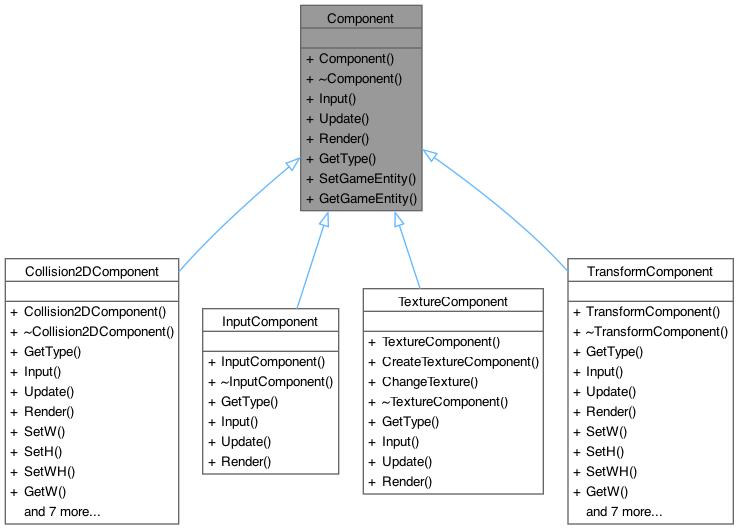 Component
+ Component()
+ ~Component()
+ Input()
+ Update()
+ Render()
+ GetType()
+ SetGameEntity()
+ GetGameEntity()
Collision2DComponent
+ Collision2DComponent()
+ ~Collision2DComponent()
+ GetType()
+ Input()
+ Update()
+ Render()
+ SetW()
+ SetH()
+ SetWH()
+ GetW()
and 7 more...
InputComponent
+ InputComponent()
+ ~InputComponent()
+ GetType()
+ Input()
+ Update()
+ Render()
TextureComponent
+ TextureComponent()
+ CreateTextureComponent()
+ ChangeTexture()
+ ~TextureComponent()
+ GetType()
+ Input()
+ Update()
+ Render()
TransformComponent
+ TransformComponent()
+ ~TransformComponent()
+ GetType()
+ Input()
+ Update()
+ Render()
+ SetW()
+ SetH()
+ SetWH()
+ GetW()
and 7 more...